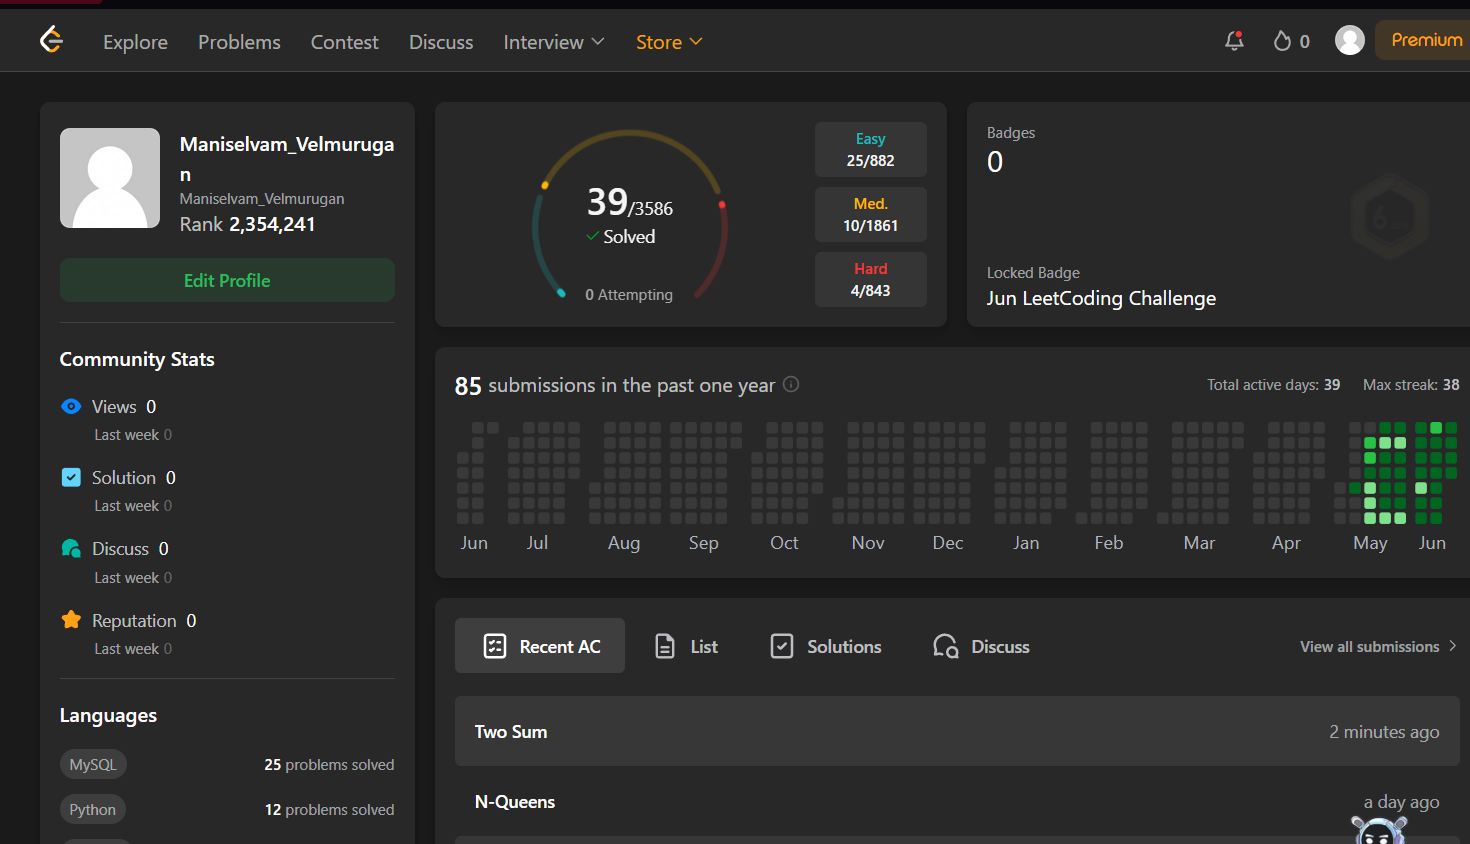 Explore Problems Contest Discuss Interview Store 0 Premium
Maniselvam_Velmuruga
n
Maniselvam_Velmurugan
Rank 2,354,241
Edit Profile
Community Stats
Views 0
Last week 0
Solution 0
Last week 0
Discuss 0
Last week 0
Reputation 0
Last week 0
Languages
MySQL 25 problems solved
Python 12 problems solved
39/3586
Solved
0 Attempting
Easy
25/882
Med.
10/1861
Hard
4/843
Badges
0
Locked Badge
Jun LeetCoding Challenge
85 submissions in the past one year Total active days: 39 Max streak: 38
Jun Jul Aug Sep Oct Nov Dec Jan Feb Mar Apr May Jun
Recent AC List Solutions Discuss View all submissions
Two Sum 2 minutes ago
N-Queens a day ago